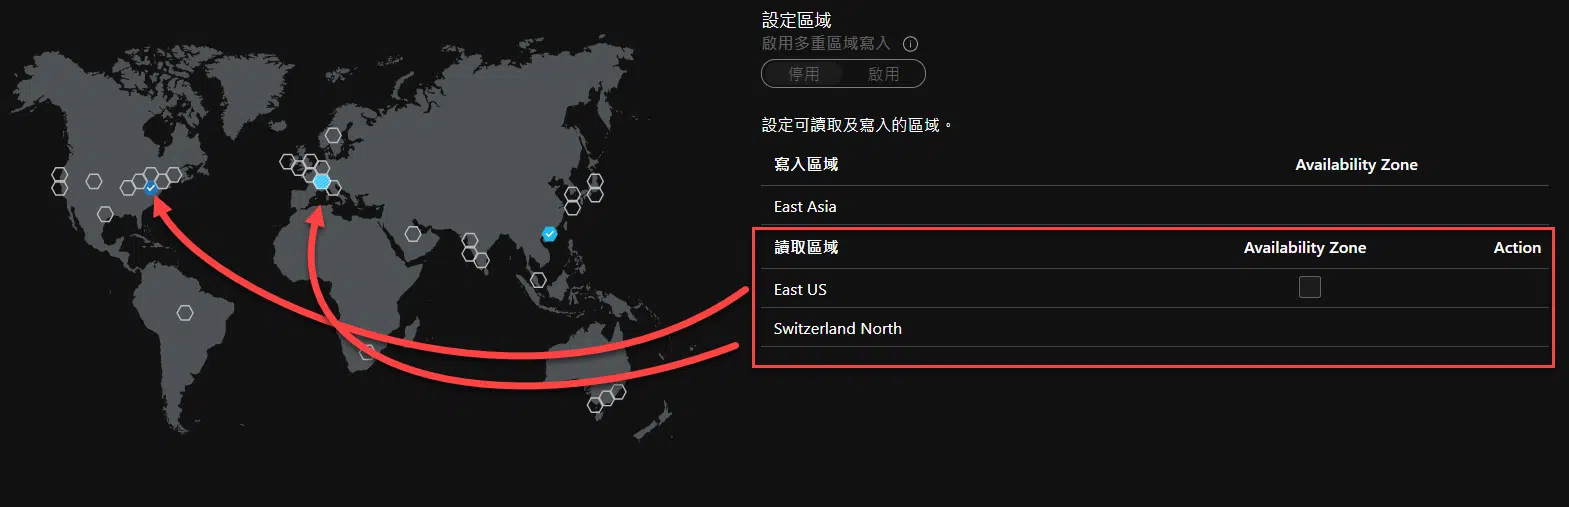 設定區域
啟用多重區域寫入
停用 啟用
設定可讀取及寫入的區域。
寫入區域 Availability Zone
East Asia
讀取區域 Availability Zone Action
East US
Switzerland North